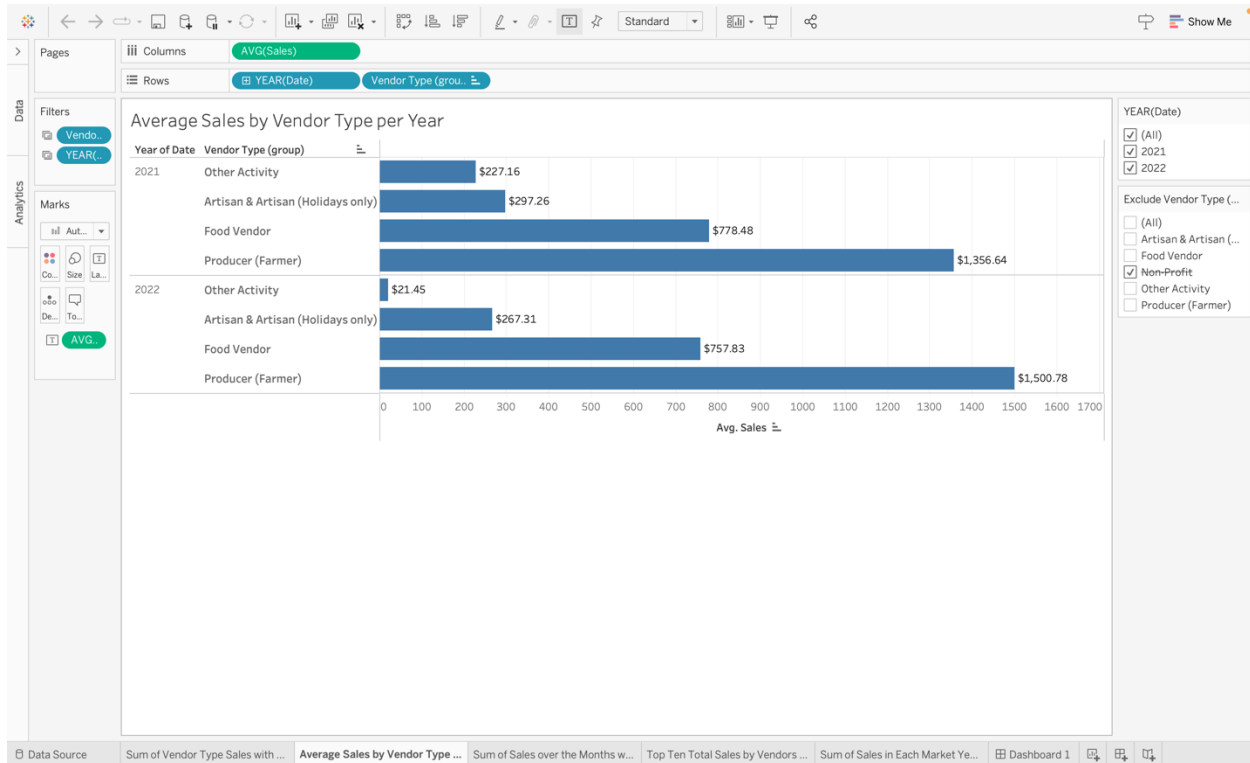 Standard
Show Me
Pages
Columns
AVG(Sales)
Rows
YEAR(Date)
Vendor Type (grou..
Data
Analytics
Filters
Vendo..
YEAR(..
Marks
Aut...
Co...
Size
La...
De...
To...
AVG..
Average Sales by Vendor Type per Year
Year of Date Vendor Type (group)
2021 Other Activity $227.16
Artisan & Artisan (Holidays only) $297.26
Food Vendor $778.48
Producer (Farmer) $1,356.64
2022 Other Activity $21.45
Artisan & Artisan (Holidays only) $267.31
Food Vendor $757.83
Producer (Farmer) $1,500.78
0 100 200 300 400 500 600 700 800 900 1000 1100 1200 1300 1400 1500 1600 1700
Avg. Sales
YEAR(Date)
(All)
2021
2022
Exclude Vendor Type (...
(All)
Artisan & Artisan (...
Food Vendor
Non-Profit
Other Activity
Producer (Farmer)
Data Source
Sum of Vendor Type Sales with ...
Average Sales by Vendor Type ...
Sum of Sales over the Months w...
Top Ten Total Sales by Vendors ...
Sum of Sales in Each Market Ye...
Dashboard 1